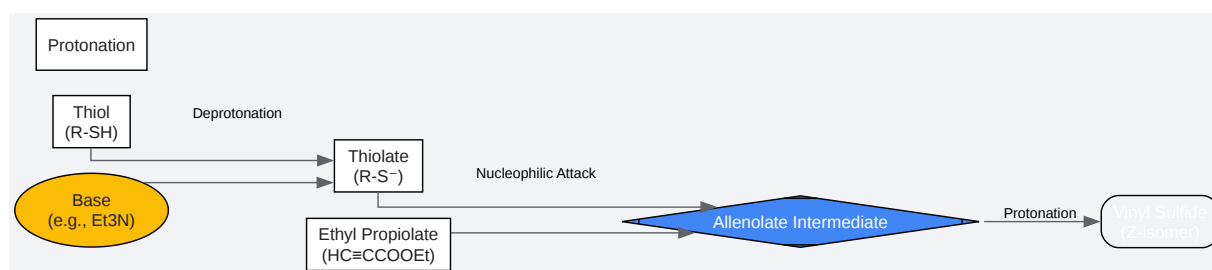 Protonation
Thiol
(R-SH)
Deprotonation
Base
(e.g., Et3N)
Thiolate
(R-S⁻)
Nucleophilic Attack
Ethyl Propiolate
(HC≡CCOOEt)
Allenolate Intermediate
Protonation
Vinyl Sulfide
(Z-isomer)